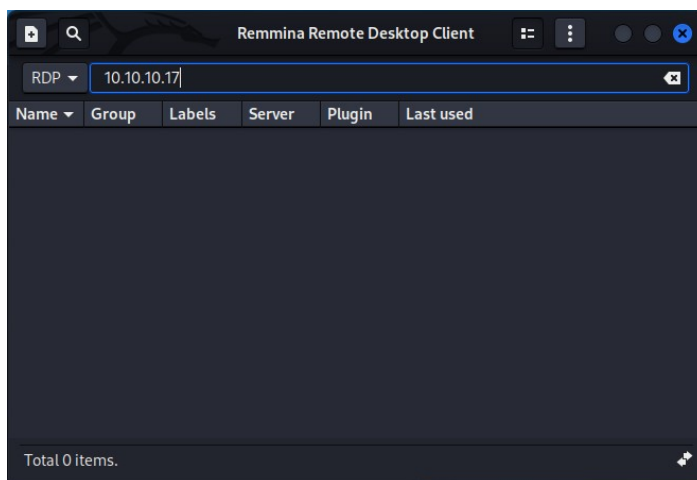 Remmina Remote Desktop Client
RDP 10.10.10.17
Name Group Labels Server Plugin Last used
Total 0 items.